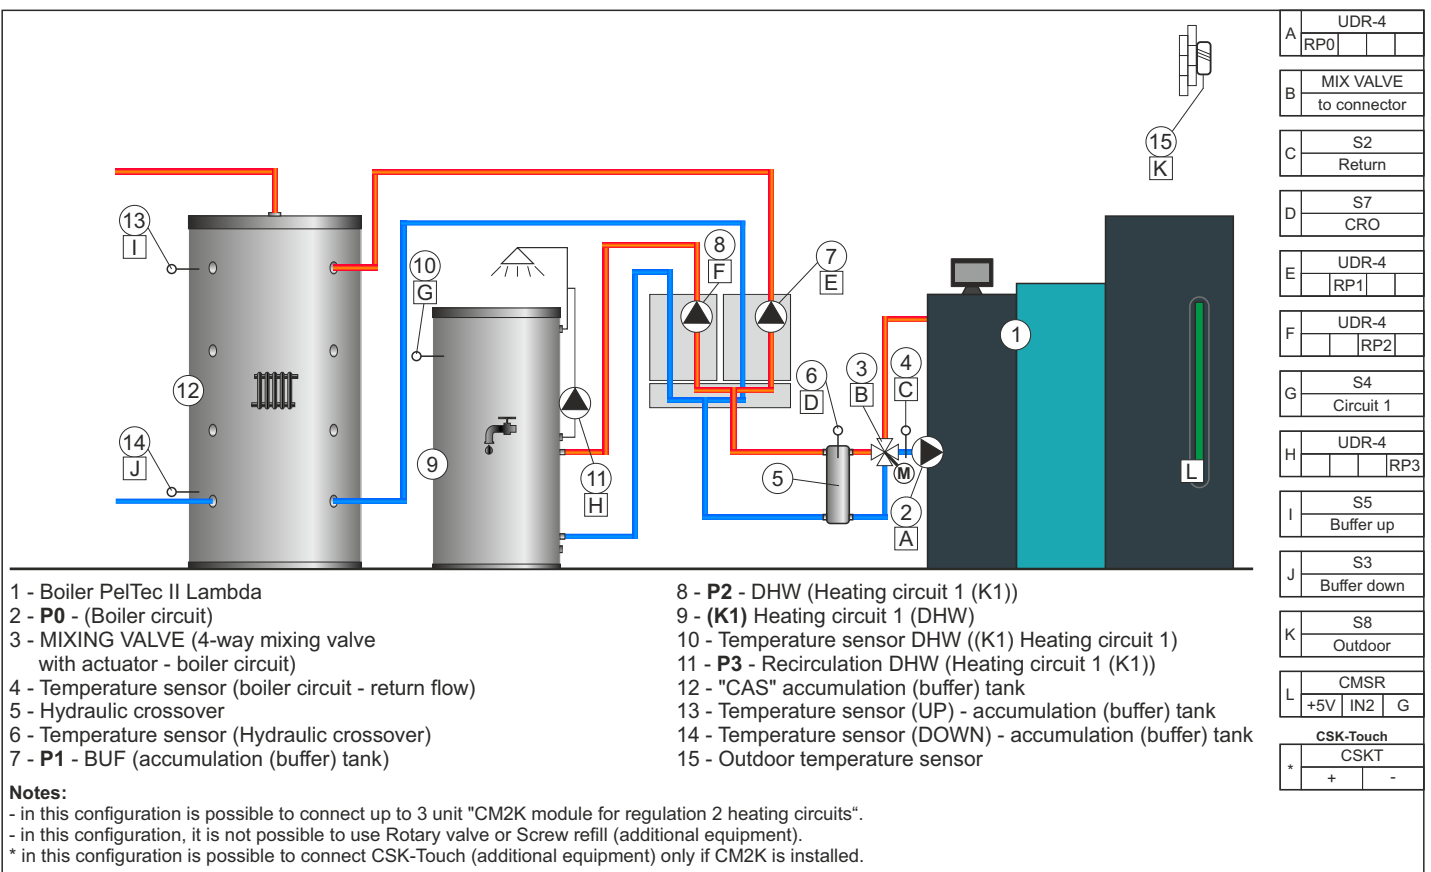 13
I
10
G
8
F
7
E
15
K
12
14
J
9
11
H
6
D
3
B
4
C
5
M
2
A
1
L
1 - Boiler PelTec II Lambda
2 - P0 - (Boiler circuit)
3 - MIXING VALVE (4-way mixing valve
with actuator - boiler circuit)
4 - Temperature sensor (boiler circuit - return flow)
5 - Hydraulic crossover
6 - Temperature sensor (Hydraulic crossover)
7 - P1 - BUF (accumulation (buffer) tank)
8 - P2 - DHW (Heating circuit 1 (K1))
9 - (K1) Heating circuit 1 (DHW)
10 - Temperature sensor DHW ((K1) Heating circuit 1)
11 - P3 - Recirculation DHW (Heating circuit 1 (K1))
12 - "CAS" accumulation (buffer) tank
13 - Temperature sensor (UP) - accumulation (buffer) tank
14 - Temperature sensor (DOWN) - accumulation (buffer) tank
15 - Outdoor temperature sensor
Notes:
- in this configuration is possible to connect up to 3 unit "CM2K module for regulation 2 heating circuits“.
- in this configuration, it is not possible to use Rotary valve or Screw refill (additional equipment).
* in this configuration is possible to connect CSK-Touch (additional equipment) only if CM2K is installed.
A
UDR-4
RP0
B
MIX VALVE
to connector
C
S2
Return
D
S7
CRO
E
UDR-4
RP1
F
UDR-4
RP2
G
S4
Circuit 1
H
UDR-4
RP3
I
S5
Buffer up
J
S3
Buffer down
K
S8
Outdoor
L
CMSR
+5V IN2 G
CSK-Touch
*
CSKT
+ -